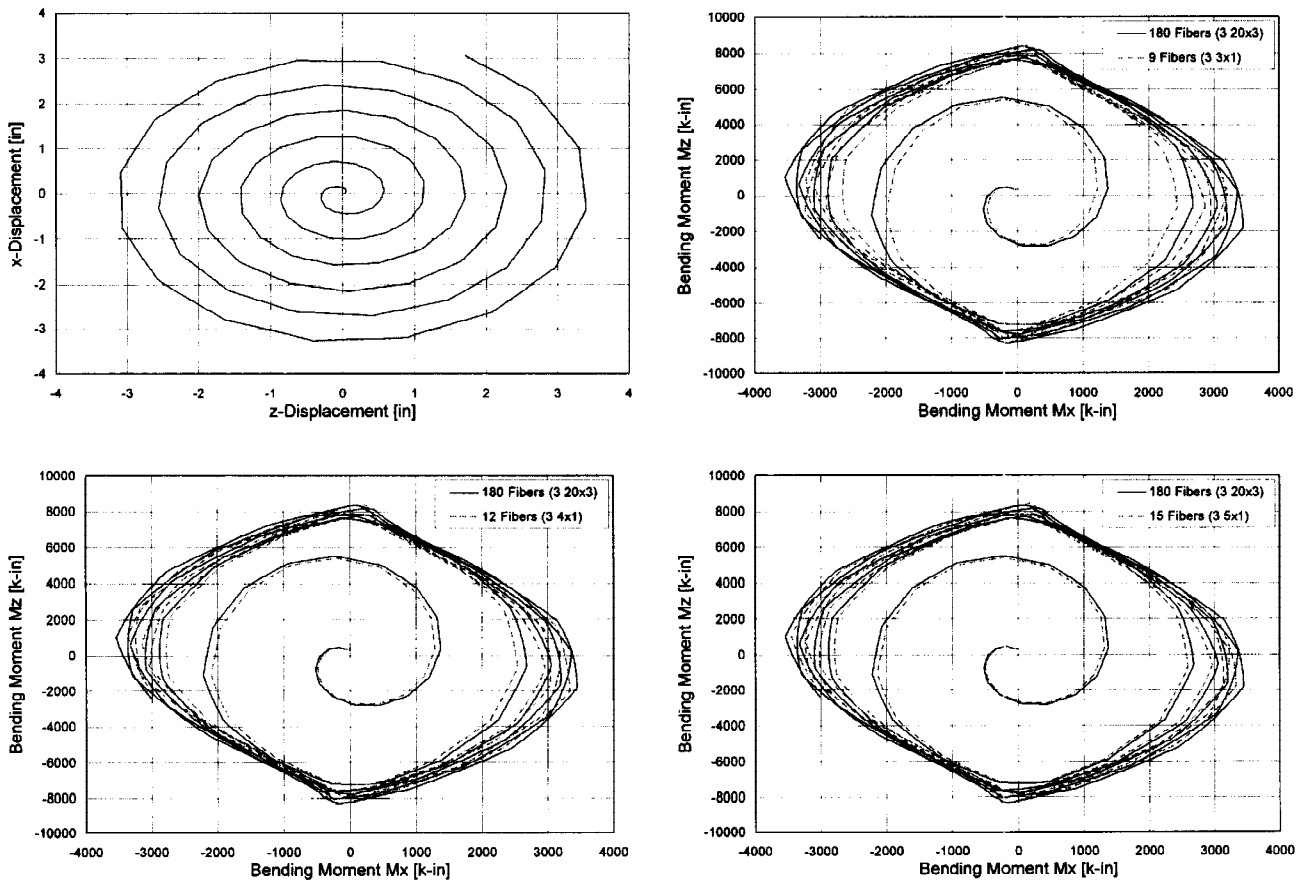 4
3
2
1
0
-1
-2
-3
-4
x-Displacement [in]
-4 -3 -2 -1 0 1 2 3 4
z-Displacement [in]
10000
8000
6000
4000
2000
0
-2000
-4000
-6000
-8000
-10000
Bending Moment Mz [k-in]
180 Fibers (3 20x3)
9 Fibers (3 3x1)
-4000 -3000 -2000 -1000 0 1000 2000 3000 4000
Bending Moment Mx [k-in]
10000
8000
6000
4000
2000
0
-2000
-4000
-6000
-8000
-10000
Bending Moment Mz [k-in]
180 Fibers (3 20x3)
12 Fibers (3 4x1)
-4000 -3000 -2000 -1000 0 1000 2000 3000 4000
Bending Moment Mx [k-in]
10000
8000
6000
4000
2000
0
-2000
-4000
-6000
-8000
-10000
Bending Moment Mz [k-in]
180 Fibers (3 20x3)
15 Fibers (3 5x1)
-4000 -3000 -2000 -1000 0 1000 2000 3000 4000
Bending Moment Mx [k-in]